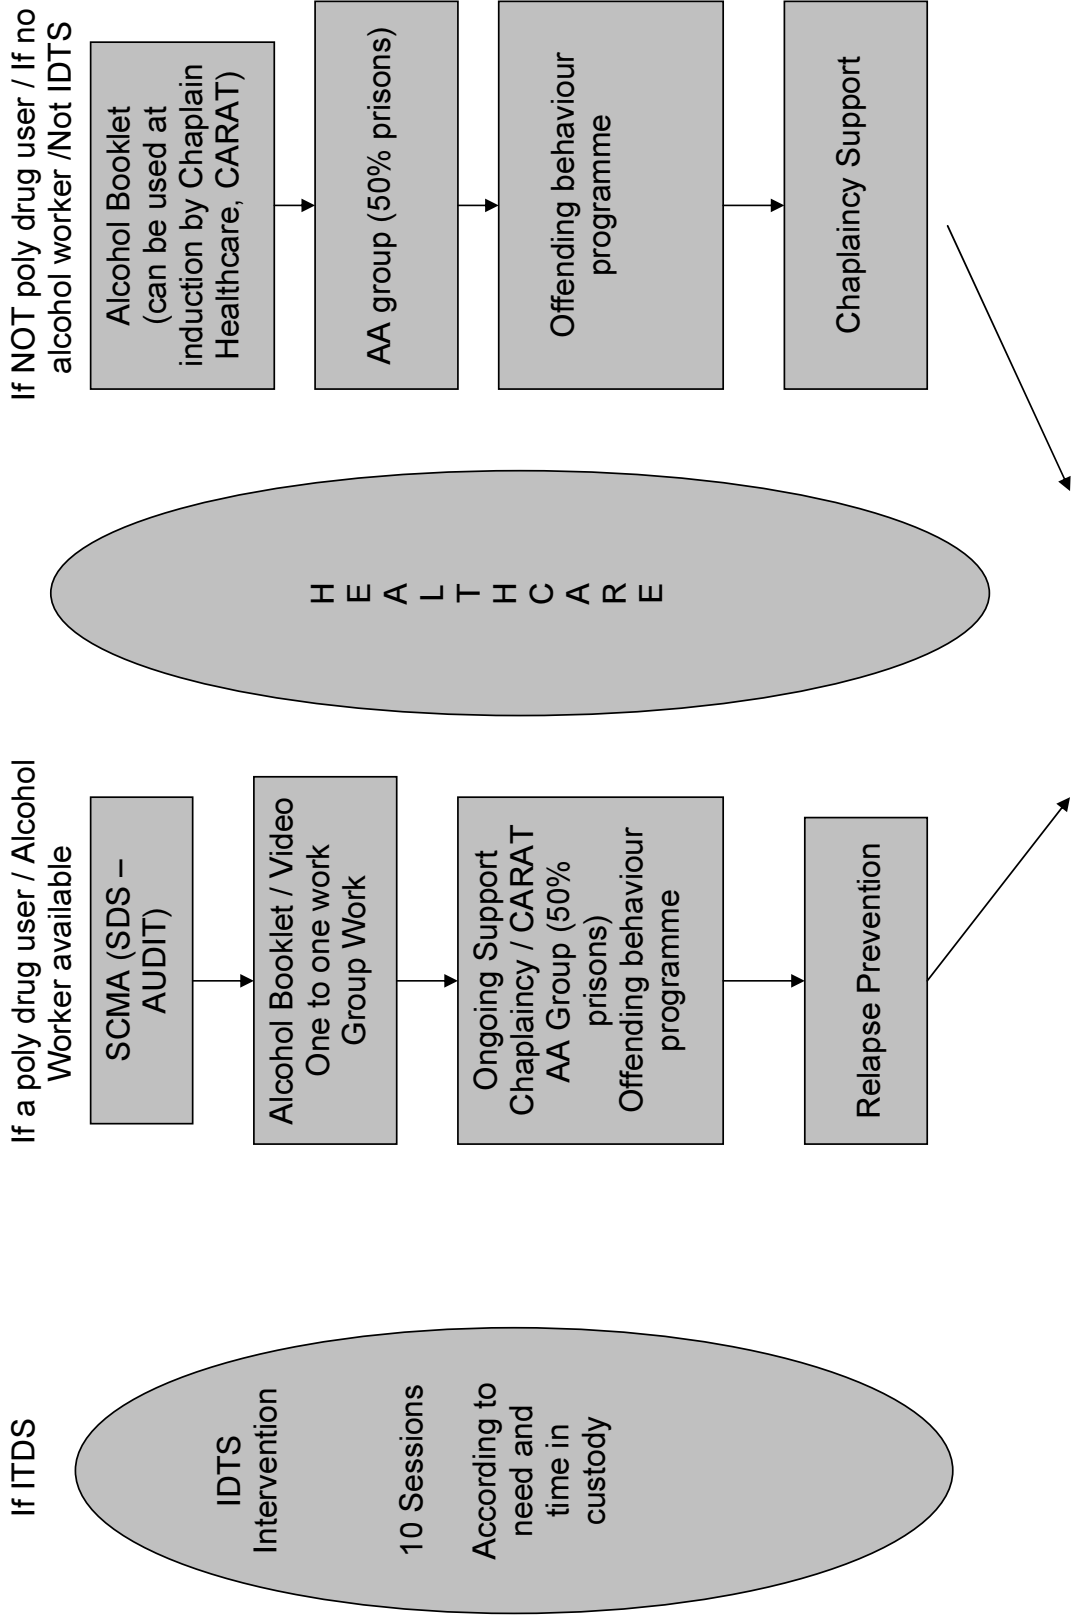 If ITDS
IDTS
Intervention
10 Sessions
According to
need and
time in
custody
If a poly drug user / Alcohol
Worker available
SCMA (SDS –
AUDIT)
Alcohol Booklet / Video
One to one work
Group Work
Ongoing Support
Chaplaincy / CARAT
AA Group (50%
prisons)
Offending behaviour
programme
Relapse Prevention
H
E
A
L
T
H
C
A
R
E
If NOT poly drug user / If no
alcohol worker /Not IDTS
Alcohol Booklet
(can be used at
induction by Chaplain
Healthcare, CARAT)
AA group (50% prisons)
Offending behaviour
programme
Chaplaincy Support